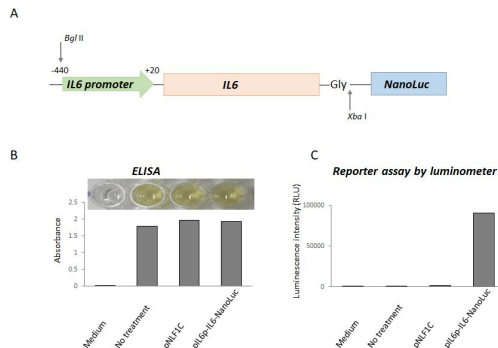 A
Bgl II
-440
+20
IL6 promoter
IL6
Gly
NanoLuc
Xba I
B
ELISA
Absorbance
2.5
2
1.5
1
0.5
0
Medium
No treatment
pNLF1C
pIL6p-IL6-NanoLuc
C
Reporter assay by luminometer
Luminescence intensity (RLU)
100000
50000
0
Medium
No treatment
pNLF1C
pIL6p-IL6-NanoLuc